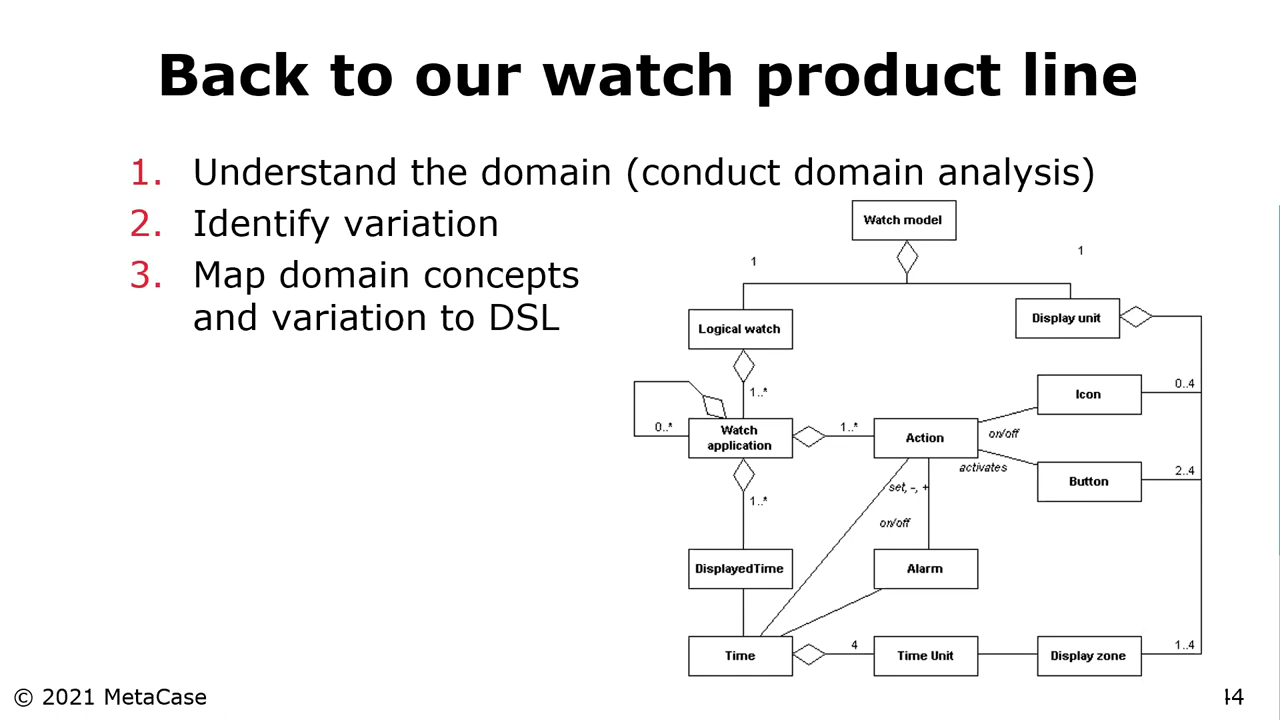 Back to our watch product line
1. Understand the domain (conduct domain analysis)
2. Identify variation
3. Map domain concepts
and variation to DSL
Watch model
1
1
Logical watch
Display unit
1..*
Icon
0..4
0..*
Watch
application
1..*
Action
on/off
activates
Button
2..4
set, -, +
1..*
on/off
DisplayedTime
Alarm
Time
4
Time Unit
Display zone
1..4
© 2021 MetaCase